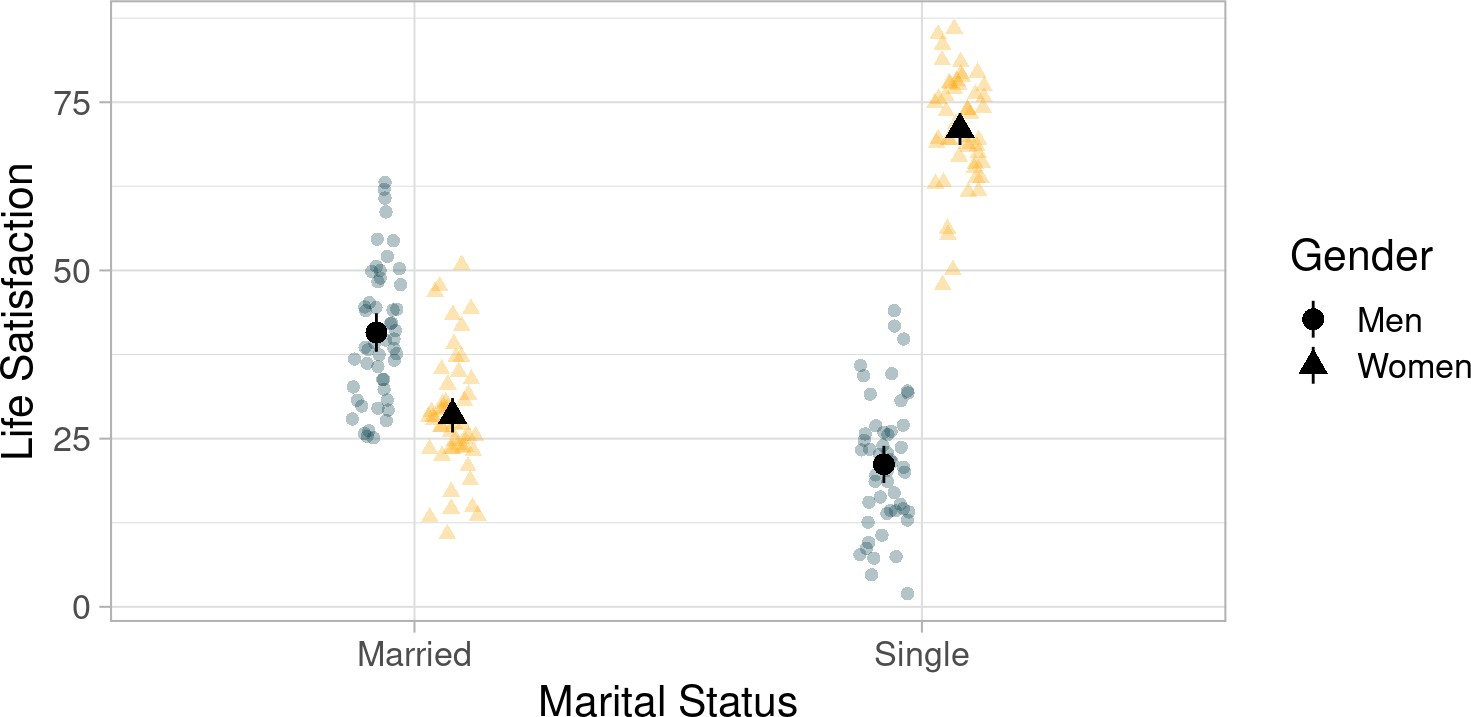 Life Satisfaction
75
50
25
0
Married
Single
Marital Status
Gender
Men
Women